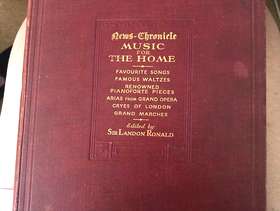 News-Chronicle
MUSIC
FOR
THE HOME
FAVOURITE SONGS
FAMOUS WALTZES
RENOWNED
PIANOFORTE PIECES
ARIAS FROM GRAND OPERA
CRYES OF LONDON
GRAND MARCHES
Edited by
SIR LANDON RONALD